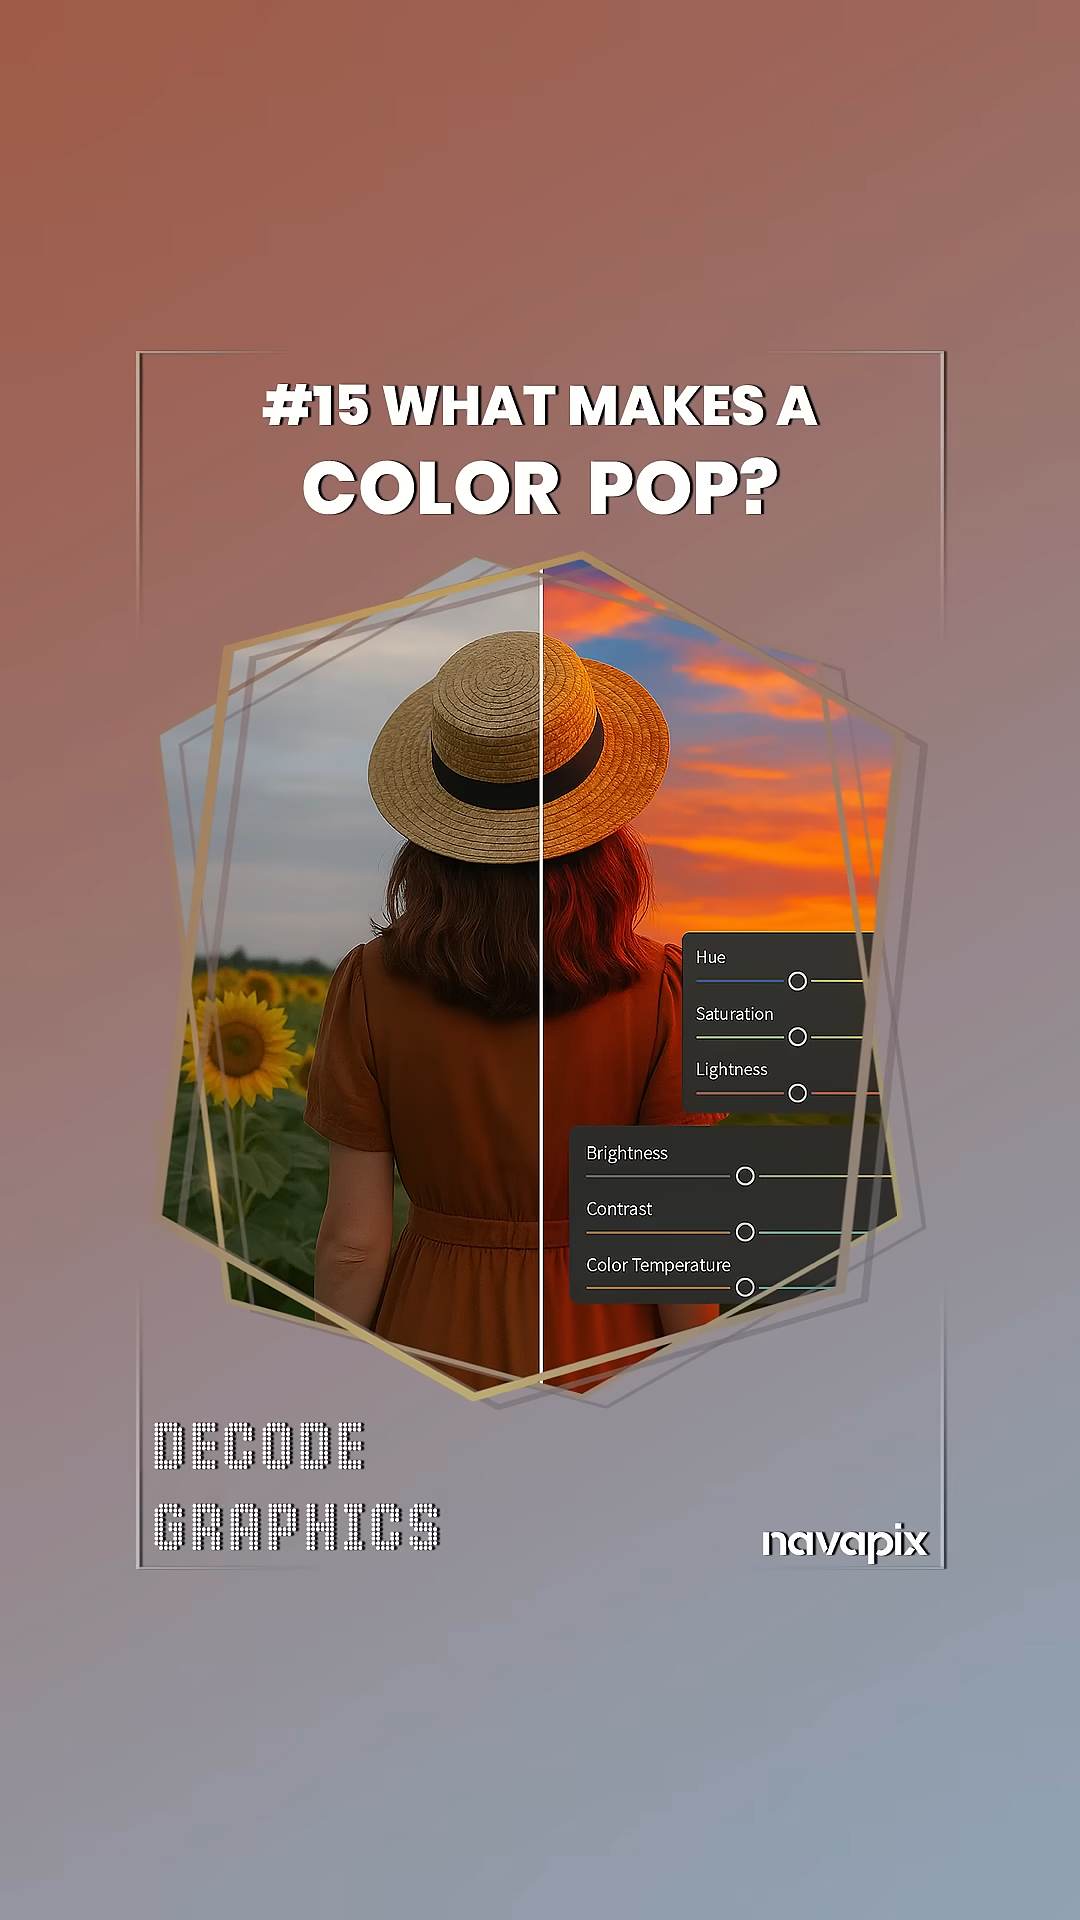 #15 WHAT MAKES A
COLOR POP?
Hue
Saturation
Lightness
Brightness
Contrast
Color Temperature
DECODE
GRAPHICS
navapix